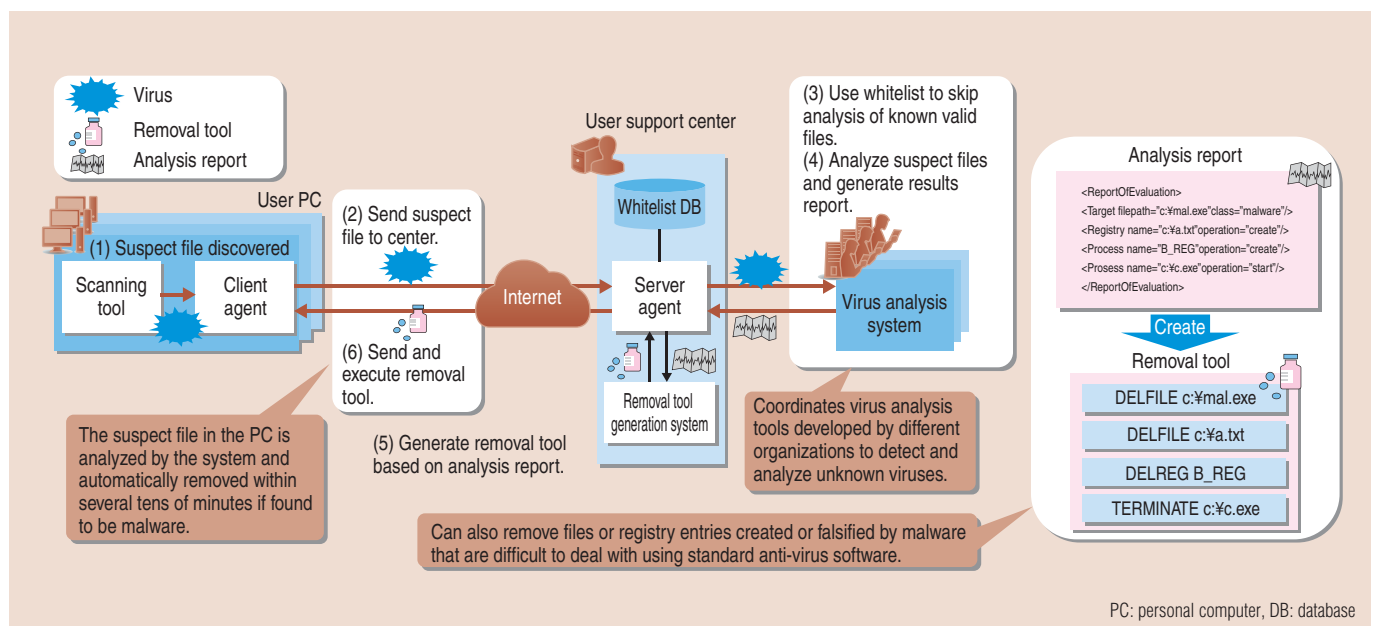 Virus
Removal tool
Analysis report
User PC
(1) Suspect file discovered
Scanning
tool
Client
agent
(2) Send suspect
file to center.
(6) Send and
execute removal
tool.
Internet
The suspect file in the PC is
analyzed by the system and
automatically removed within
several tens of minutes if found
to be malware.
User support center
Whitelist DB
Server
agent
Removal tool
generation system
(5) Generate removal tool
based on analysis report.
(3) Use whitelist to skip
analysis of known valid
files.
(4) Analyze suspect files
and generate results
report.
Virus analysis
system
Coordinates virus analysis
tools developed by different
organizations to detect and
analyze unknown viruses.
Can also remove files or registry entries created or falsified by malware
that are difficult to deal with using standard anti-virus software.
Analysis report
<ReportOfEvaluation>
<Target filepath="c:¥mal.exe"class="malware"/>
<Registry name="c:¥a.txt"operation="create"/>
<Process name="B_REG"operation="create"/>
<Prosess name="c:¥c.exe"operation="start"/>
</ReportOfEvaluation>
Create
Removal tool
DELFILE c:¥mal.exe
DELFILE c:¥a.txt
DELREG B_REG
TERMINATE c:¥c.exe
PC: personal computer, DB: database